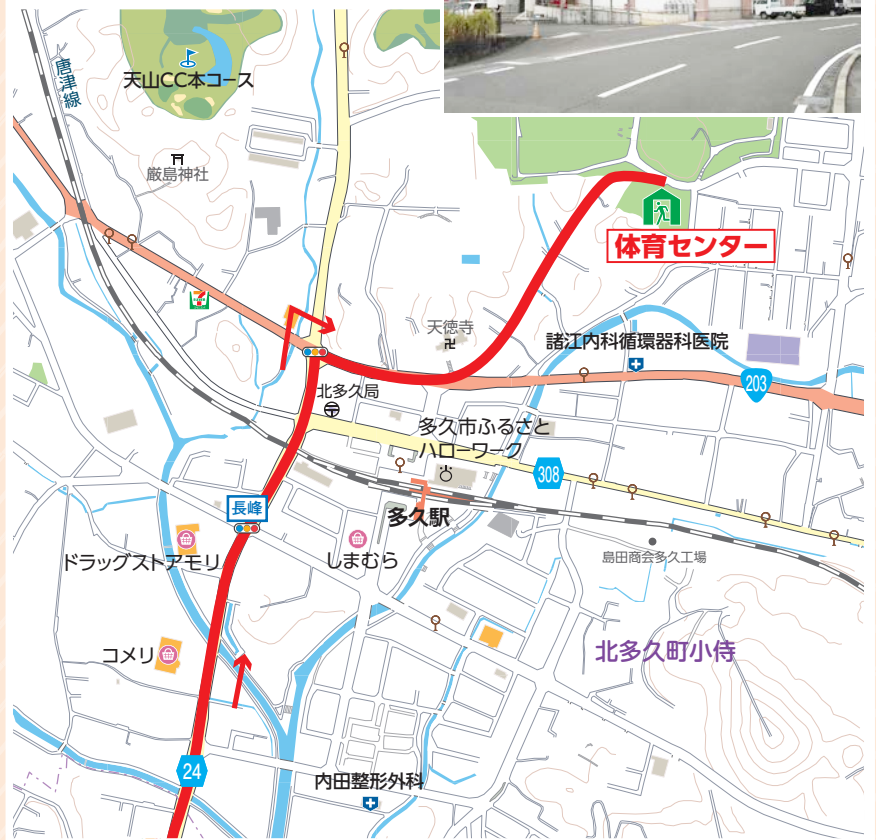 天山CC本コース
唐津線
厳島神社
体育センター
天徳寺
諸江内科循環器科医院
203
北多久局
多久市ふるさと
ハローワーク
308
長峰
多久駅
ドラッグストアモリ
しまむら
島田商会多久工場
コメリ
北多久町小侍
24
内田整形外科